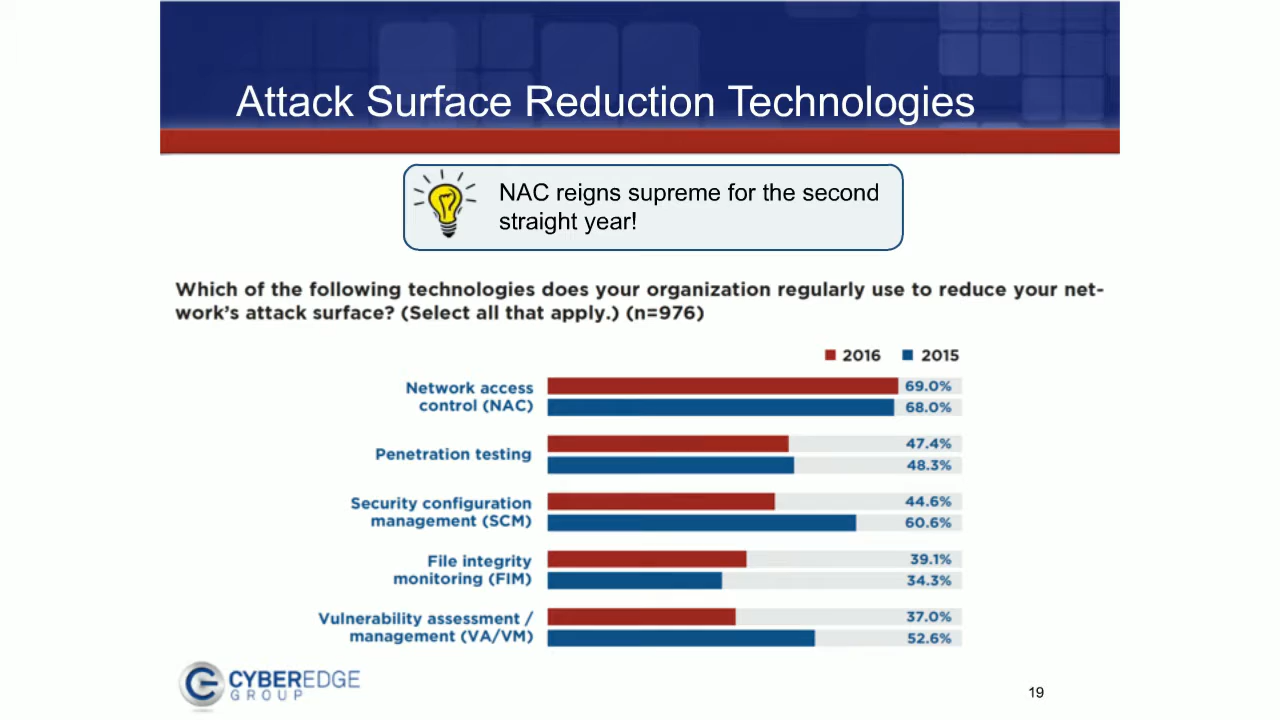 Attack Surface Reduction Technologies
NAC reigns supreme for the second
straight year!
Which of the following technologies does your organization regularly use to reduce your net-
work's attack surface? (Select all that apply.) (n=976)
2016 2015
Network access
control (NAC)
69.0%
68.0%
Penetration testing
47.4%
48.3%
Security configuration
management (SCM)
44.6%
60.6%
File integrity
monitoring (FIM)
39.1%
34.3%
Vulnerability assessment /
management (VA/VM)
37.0%
52.6%
CYBEREDGE
GROUP
19